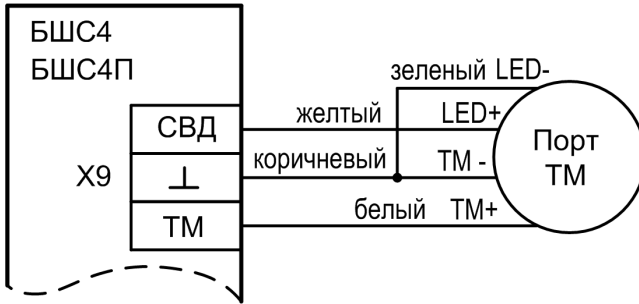 БШС4
БШС4П
зеленый LED-
СВД желтый LED+
X9 ⊥ коричневый ТМ -
ТМ белый ТМ+
Порт
ТМ